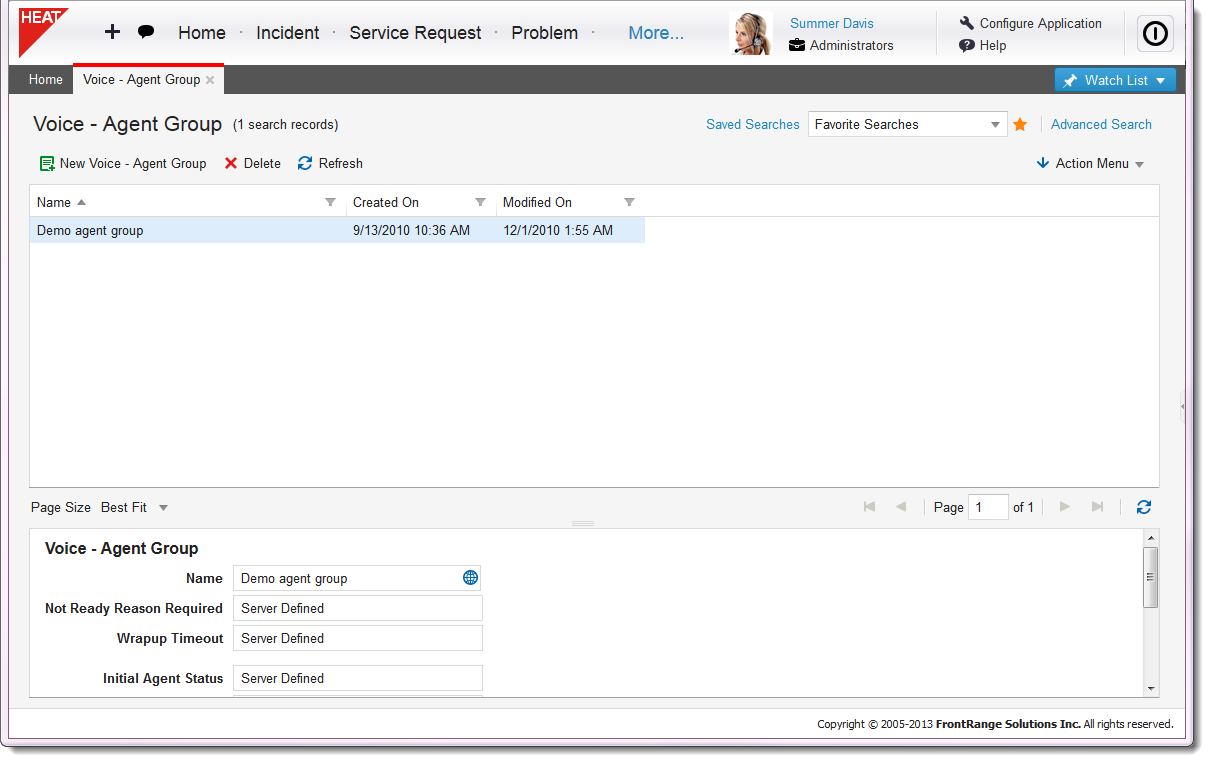 HEAT
Home · Incident · Service Request · Problem · More...
Summer Davis
Administrators
Configure Application
Help
Home
Voice - Agent Group
Watch List
Voice - Agent Group (1 search records)
Saved Searches Favorite Searches Advanced Search
New Voice - Agent Group Delete Refresh Action Menu
Name Created On Modified On
Demo agent group 9/13/2010 10:36 AM 12/1/2010 1:55 AM
Page Size Best Fit Page 1 of 1
Voice - Agent Group
Name Demo agent group
Not Ready Reason Required Server Defined
Wrapup Timeout Server Defined
Initial Agent Status Server Defined
Copyright © 2005-2013 FrontRange Solutions Inc. All rights reserved.